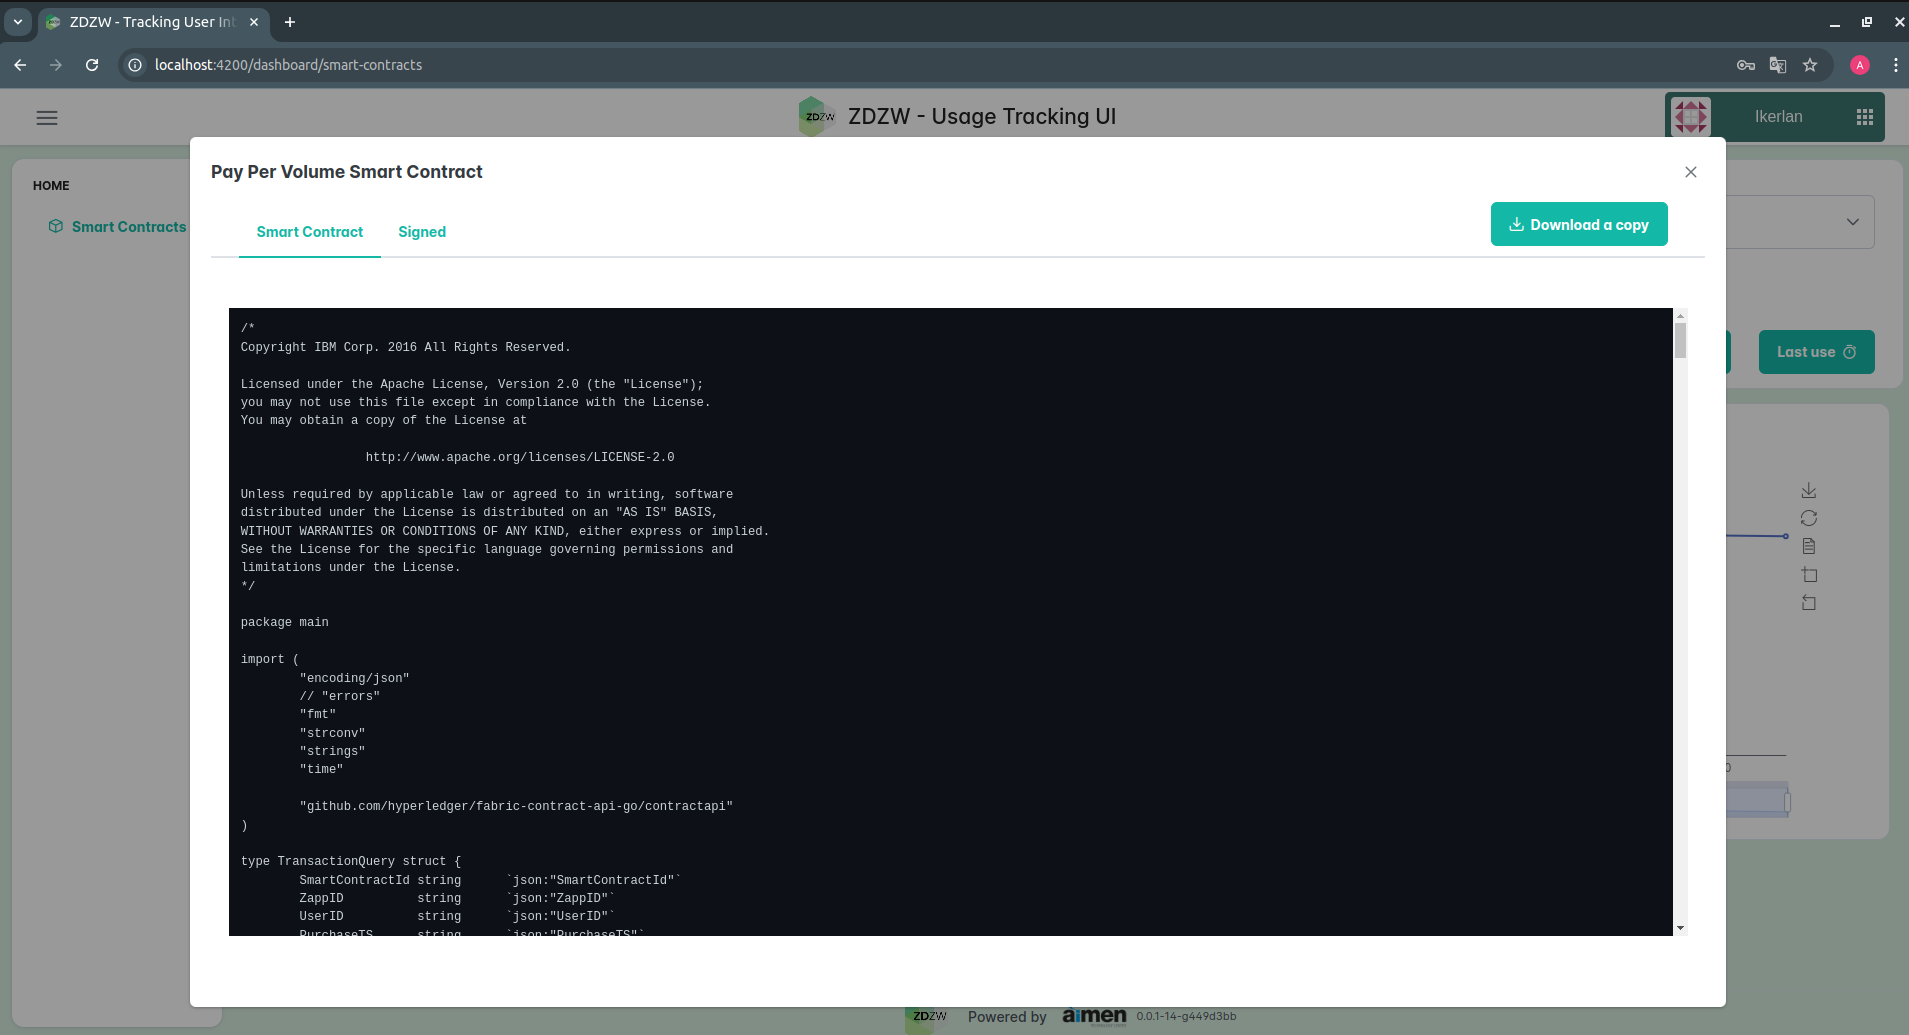 ZDZW - Tracking User Int
localhost:4200/dashboard/smart-contracts
A
ZDZW
ZDZW - Usage Tracking UI
Ikerlan
HOME
Smart Contracts
Pay Per Volume Smart Contract
Smart Contract
Signed
Download a copy
Last use
/*
Copyright IBM Corp. 2016 All Rights Reserved.
Licensed under the Apache License, Version 2.0 (the "License");
you may not use this file except in compliance with the License.
You may obtain a copy of the License at
http://www.apache.org/licenses/LICENSE-2.0
Unless required by applicable law or agreed to in writing, software
distributed under the License is distributed on an "AS IS" BASIS,
WITHOUT WARRANTIES OR CONDITIONS OF ANY KIND, either express or implied.
See the License for the specific language governing permissions and
limitations under the License.
*/
package main
import (
"encoding/json"
// "errors"
"fmt"
"strconv"
"strings"
"time"
"github.com/hyperledger/fabric-contract-api-go/contractapi"
)
type TransactionQuery struct {
SmartContractId string `json:"SmartContractId"`
ZappID string `json:"ZappID"`
UserID string `json:"UserID"`
PurchaseTS string `json:"PurchaseTS"`
ZDZW
Powered by
aimen
0.0.1-14-g449d3bb